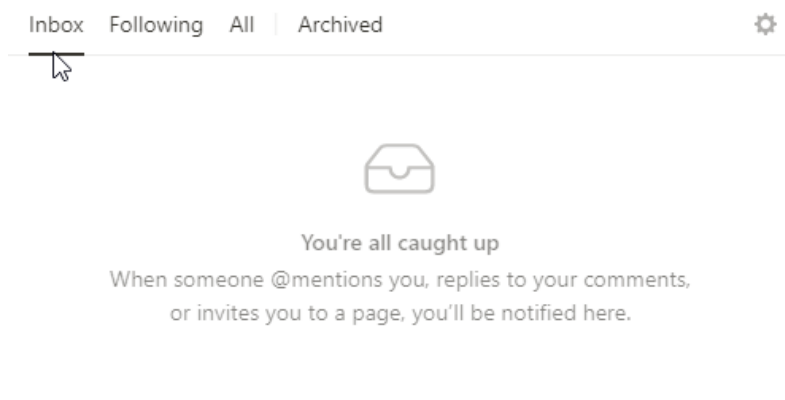 Inbox Following All Archived
You're all caught up
When someone @mentions you, replies to your comments,
or invites you to a page, you'll be notified here.